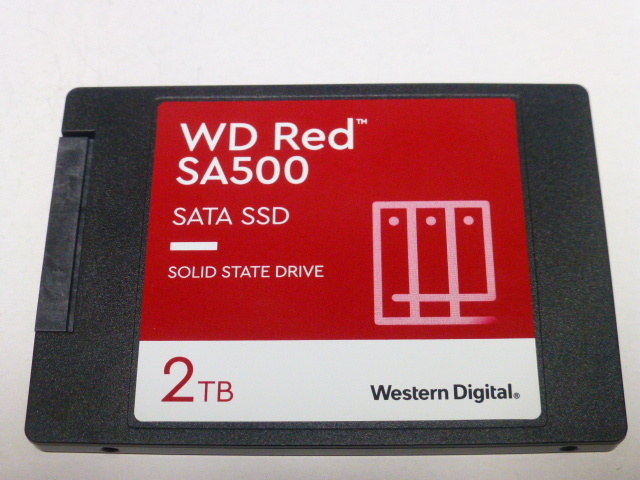 WD Red™
SA500
SATA SSD
SOLID STATE DRIVE
2TB
Western Digital®